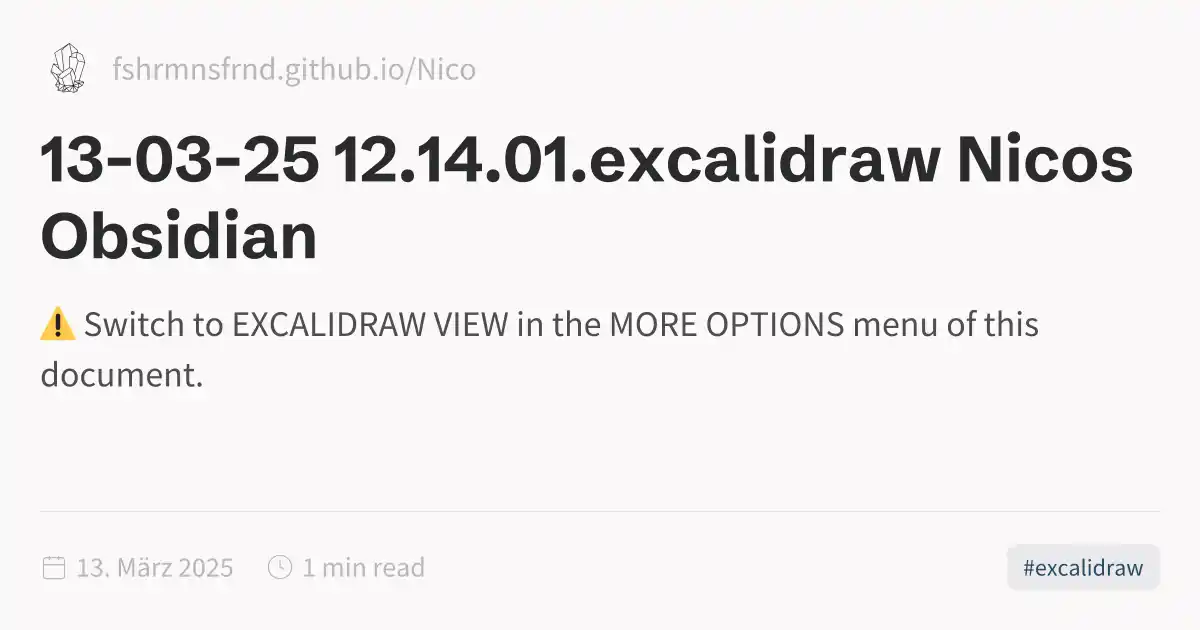 fshrmnsfrnd.github.io/Nico
13-03-25 12.14.01.excalidraw Nicos
Obsidian
⚠️ Switch to EXCALIDRAW VIEW in the MORE OPTIONS menu of this
document.
13. März 2025 1 min read
#excalidraw